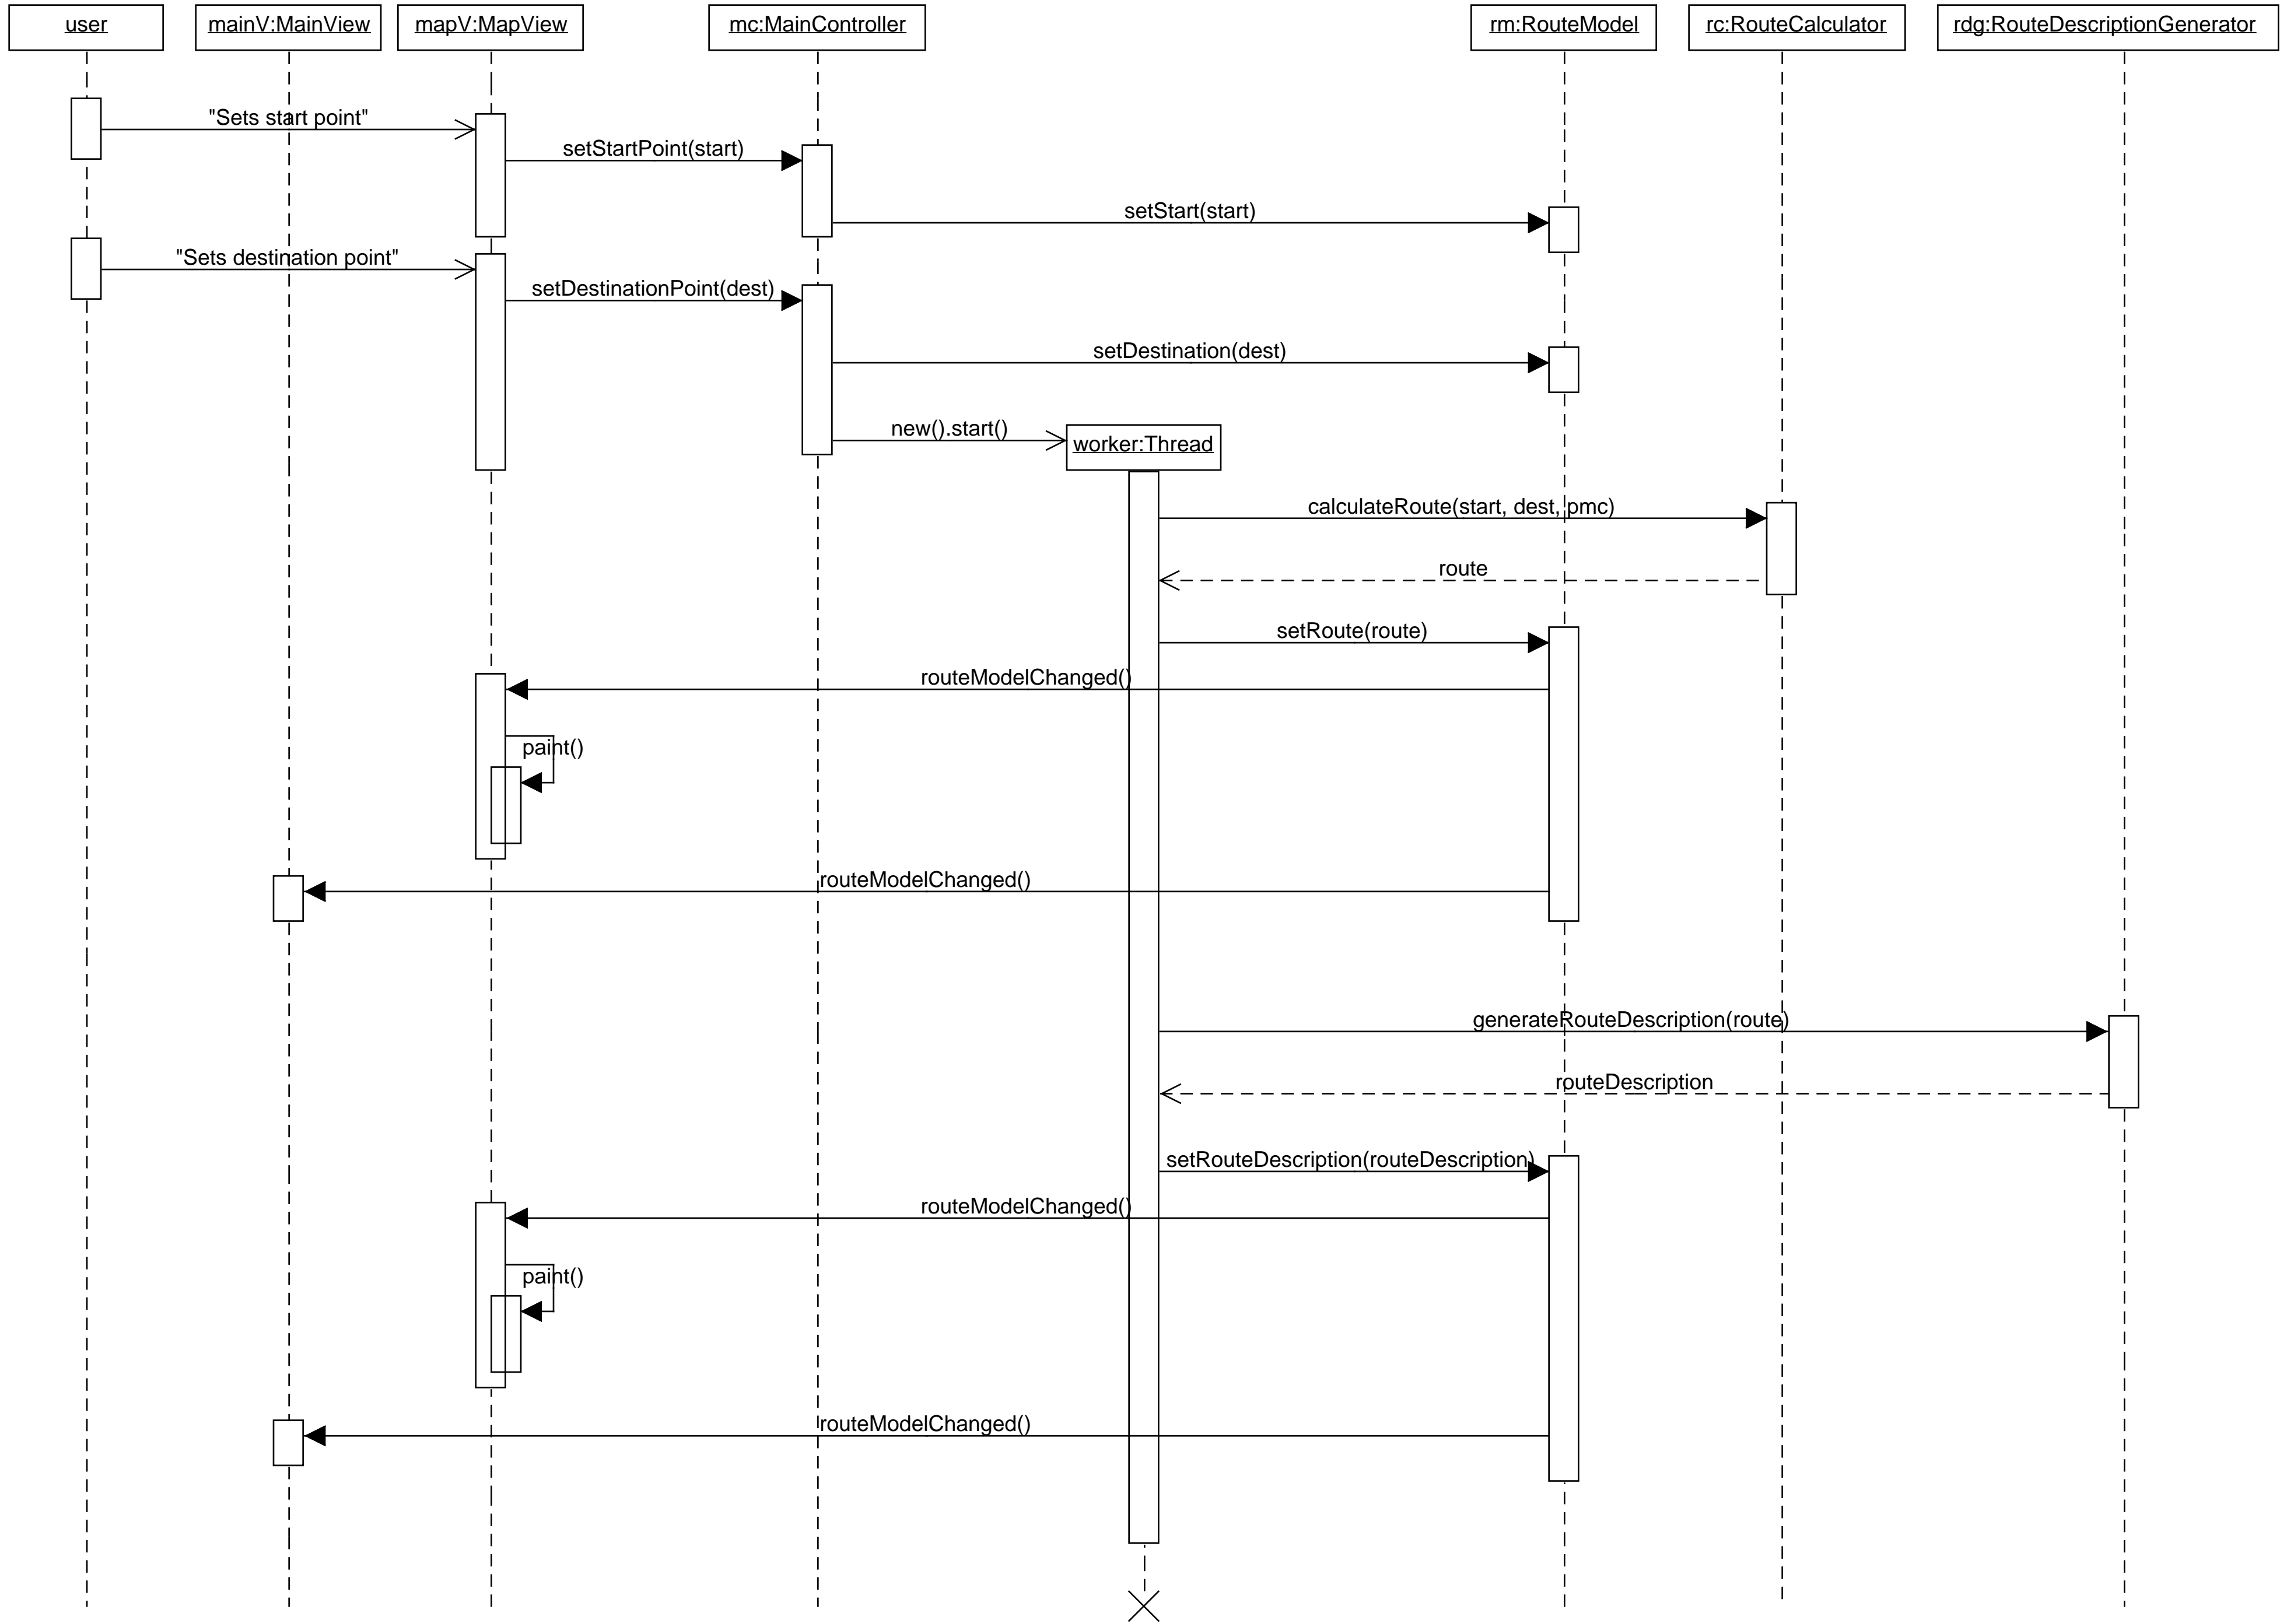 user
mainV:MainView
mapV:MapView
mc:MainController
rm:RouteModel
rc:RouteCalculator
rdg:RouteDescriptionGenerator
"Sets start point"
setStartPoint(start)
setStart(start)
"Sets destination point"
setDestinationPoint(dest)
setDestination(dest)
new().start()
worker:Thread
calculateRoute(start, dest, pmc)
route
setRoute(route)
routeModelChanged()
paint()
routeModelChanged()
generateRouteDescription(route)
routeDescription
setRouteDescription(routeDescription)
routeModelChanged()
paint()
routeModelChanged()